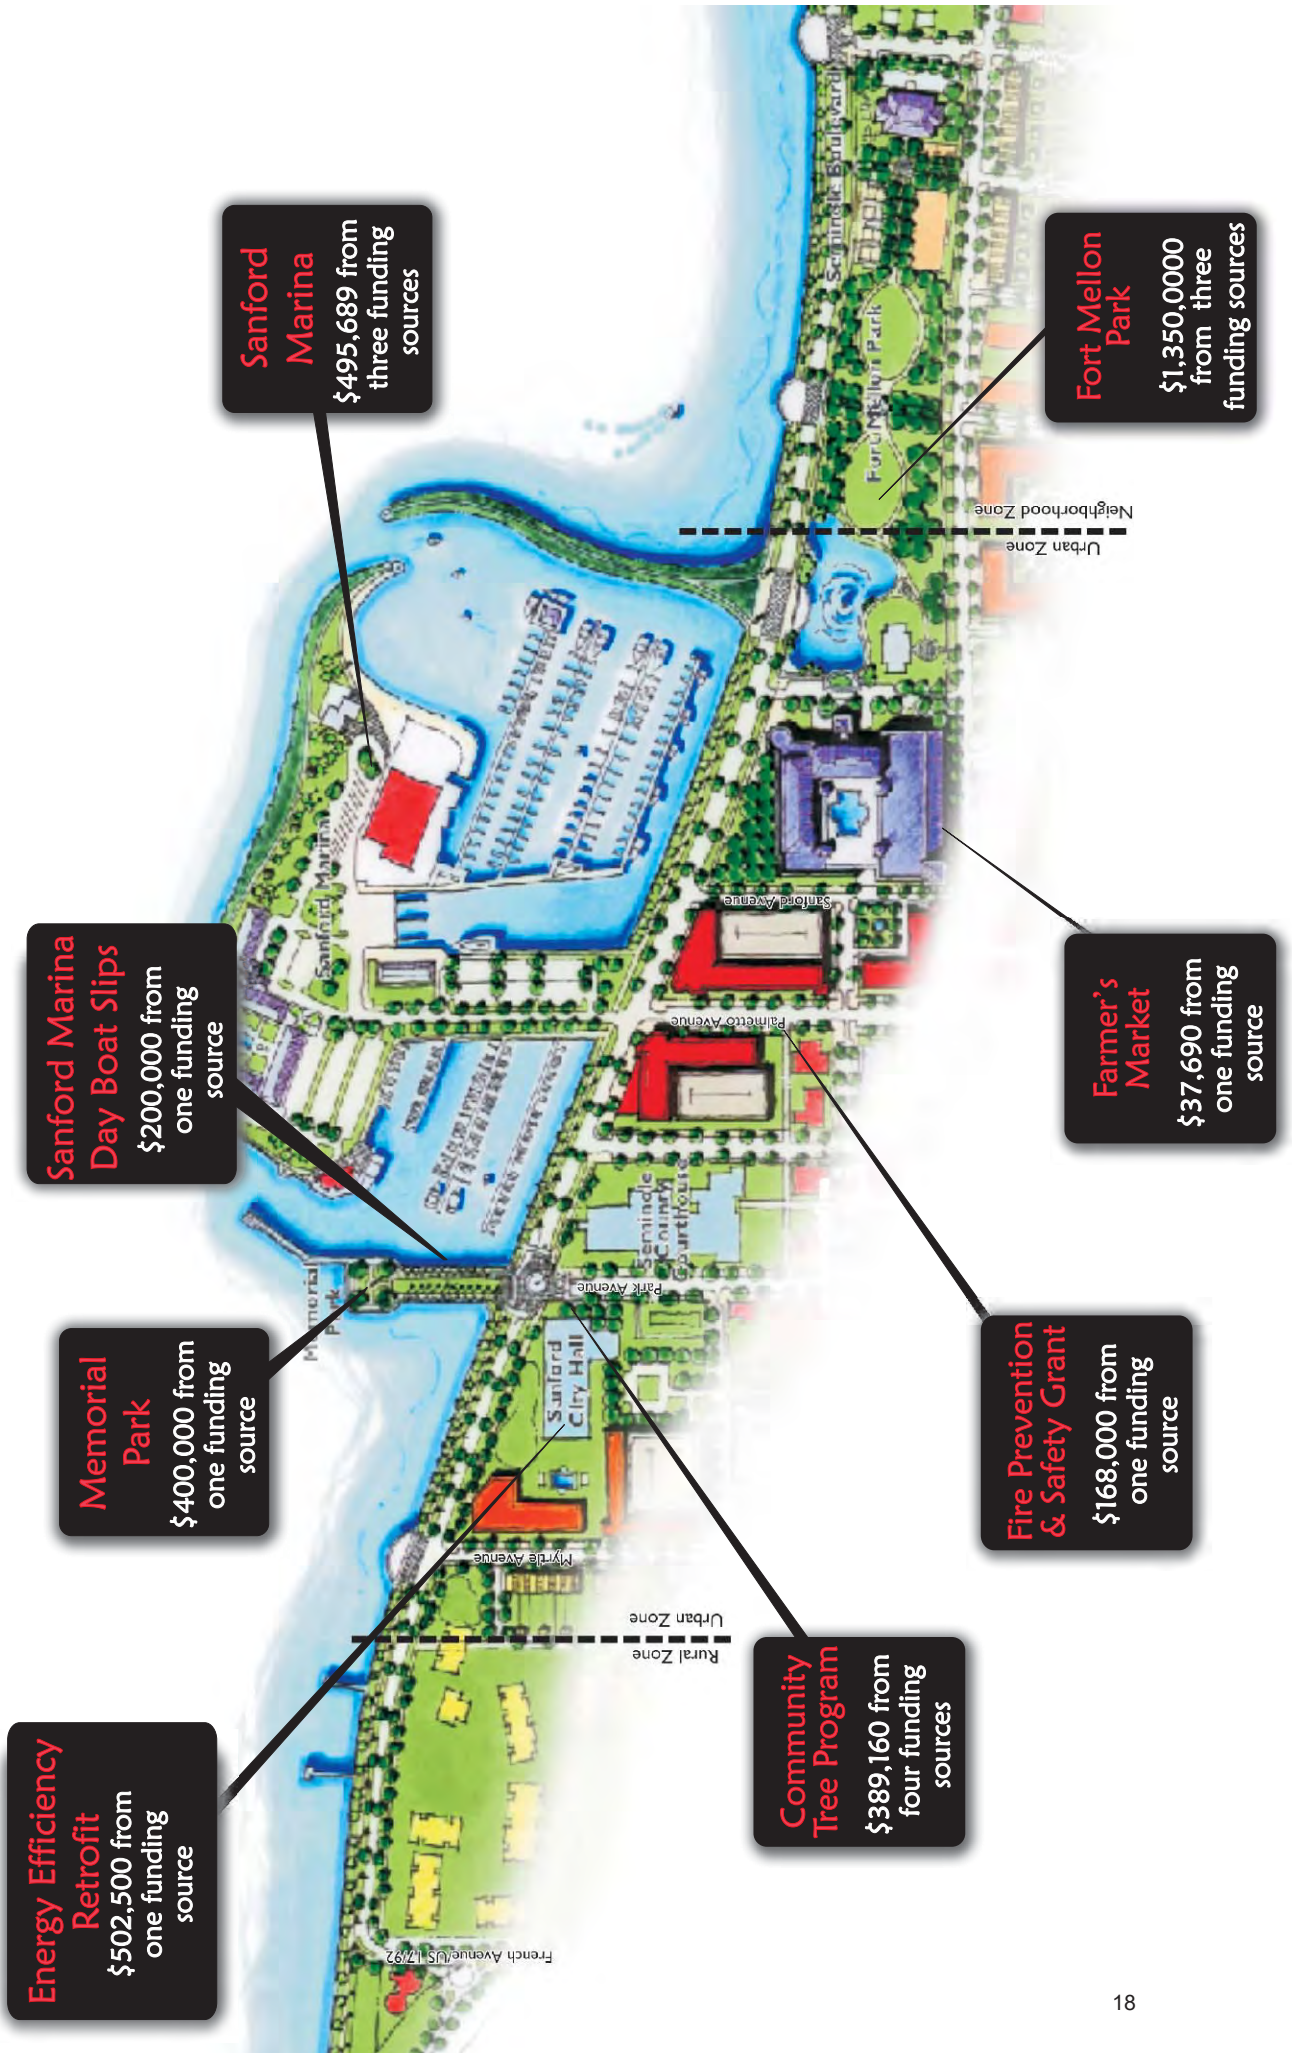 Energy Efficiency
Retrofit
$502,500 from
one funding
source
Memorial
Park
$400,000 from
one funding
source
Sanford Marina
Day Boat Slips
$200,000 from
one funding
source
Sanford
Marina
$495,689 from
three funding
sources
Memorial
Park
Sanford Marina
Seminole Boulevard
Fort Mellon Park
Sanford
City Hall
Seminole
County
Courthouse
French Avenue/US 17/92
Rural Zone
Urban Zone
Myrtle Avenue
Park Avenue
Palmetto Avenue
Sanford Avenue
Urban Zone
Neighborhood Zone
Community
Tree Program
$389,160 from
four funding
sources
Fire Prevention
& Safety Grant
$168,000 from
one funding
source
Farmer's
Market
$37,690 from
one funding
source
Fort Mellon
Park
$1,350,0000
from three
funding sources
18